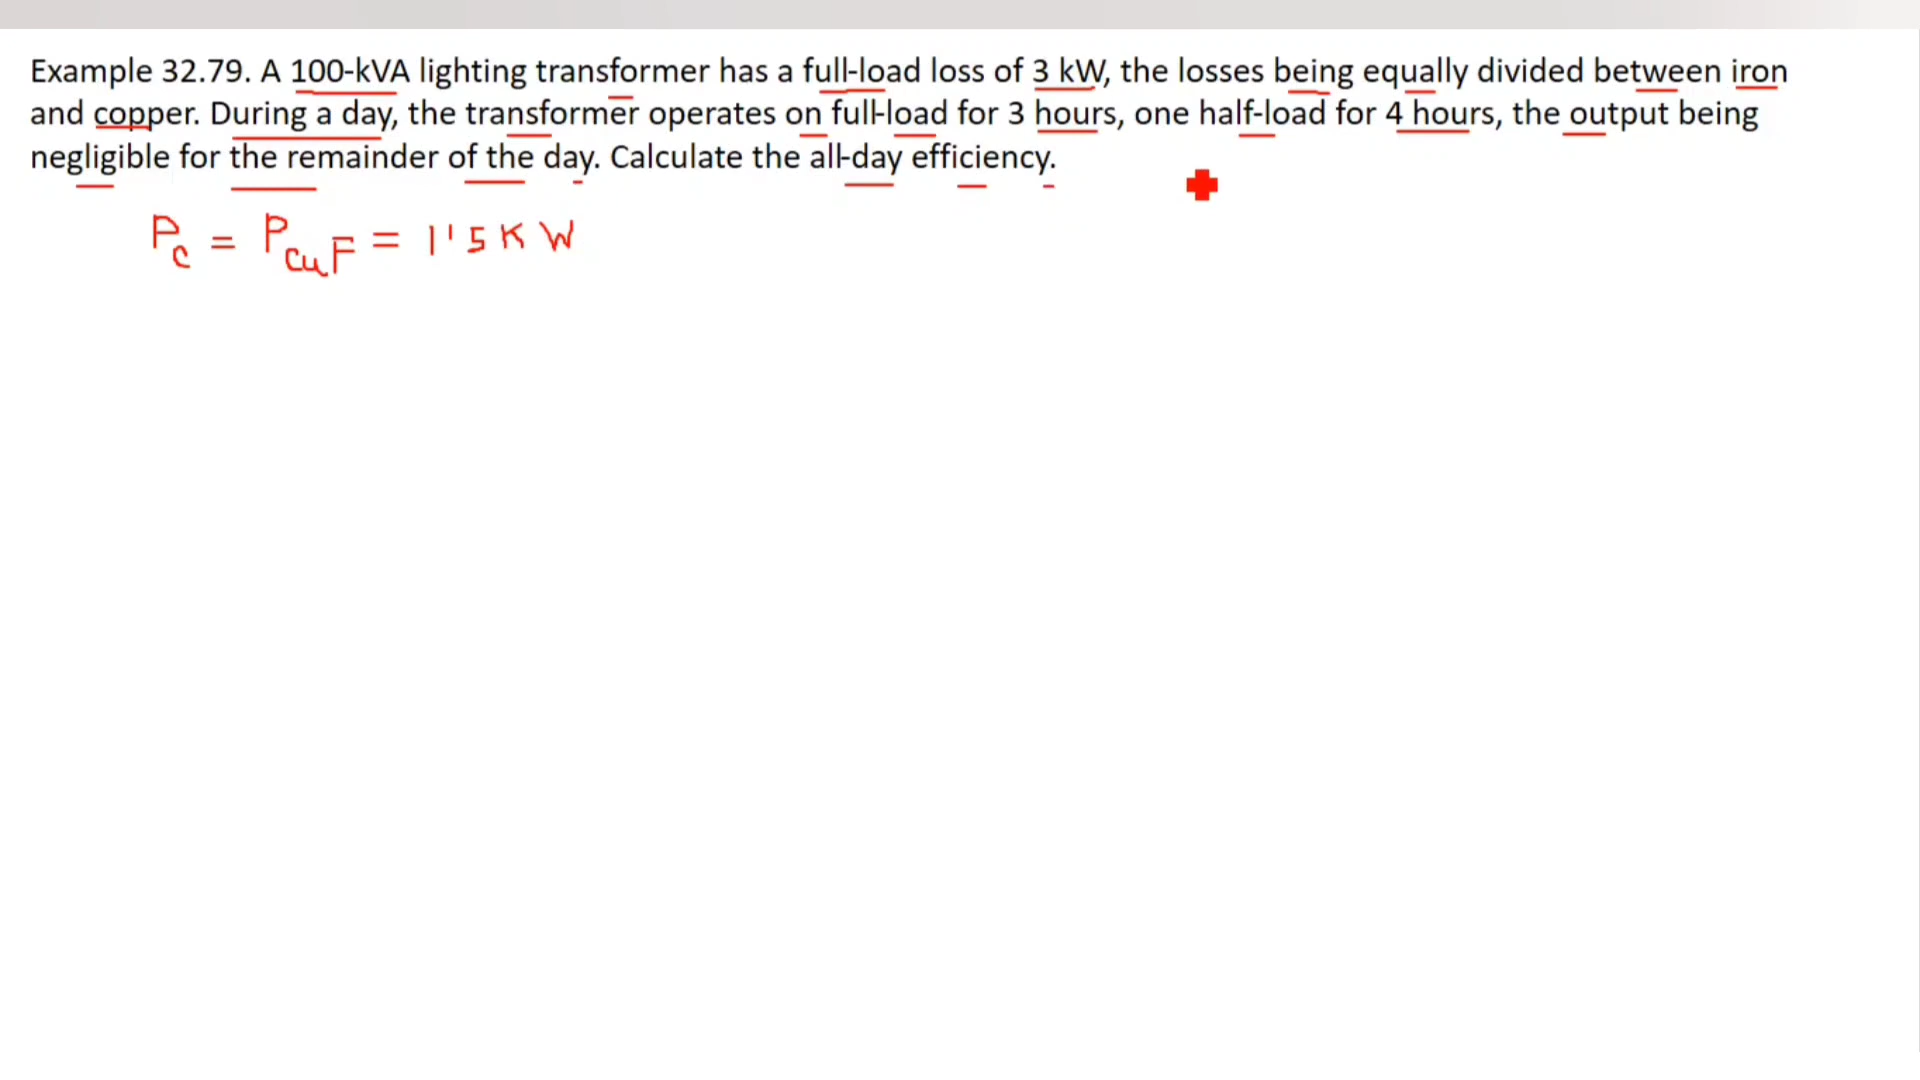 Example 32.79. A 100-kVA lighting transformer has a full-load loss of 3 kW, the losses being equally divided between iron
and copper. During a day, the transformer operates on full-load for 3 hours, one half-load for 4 hours, the output being
negligible for the remainder of the day. Calculate the all-day efficiency.
Pc = PcuF = 1'5 KW